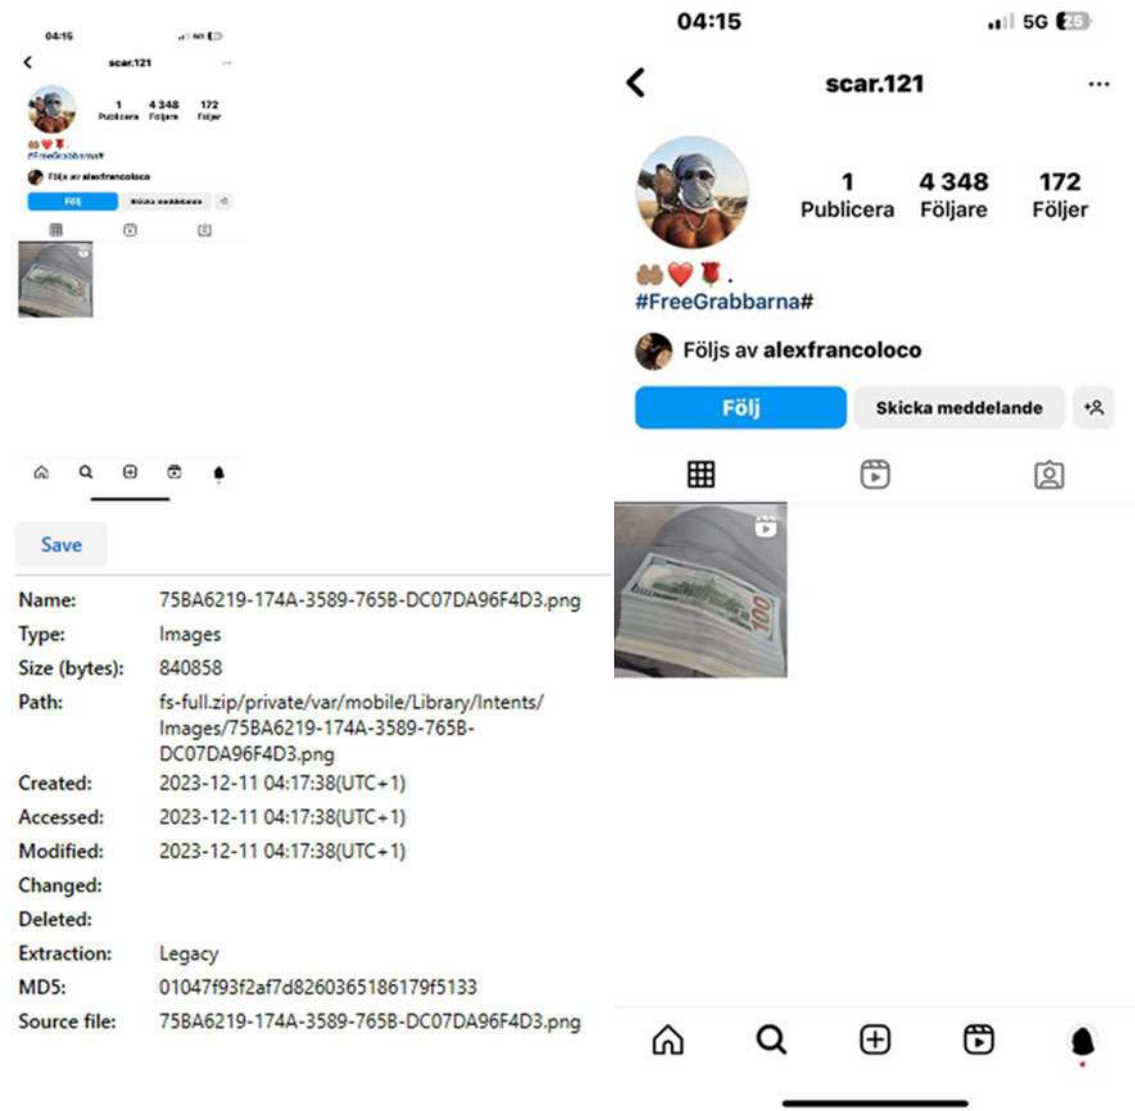 04:15
scar.121
1 4 348 172
Publicera Följare Följer
#FreeGrabbarna#
Följs av alexfrancoloco
Följ Skicka meddelande
Save
Name: 75BA6219-174A-3589-765B-DC07DA96F4D3.png
Type: Images
Size (bytes): 840858
Path: fs-full.zip/private/var/mobile/Library/Intents/
Images/75BA6219-174A-3589-765B-
DC07DA96F4D3.png
Created: 2023-12-11 04:17:38(UTC+1)
Accessed: 2023-12-11 04:17:38(UTC+1)
Modified: 2023-12-11 04:17:38(UTC+1)
Changed:
Deleted:
Extraction: Legacy
MD5: 01047f93f2af7d8260365186179f5133
Source file: 75BA6219-174A-3589-765B-DC07DA96F4D3.png
04:15 5G 25
scar.121
1 4 348 172
Publicera Följare Följer
.
#FreeGrabbarna#
Följs av alexfrancoloco
Följ Skicka meddelande
100